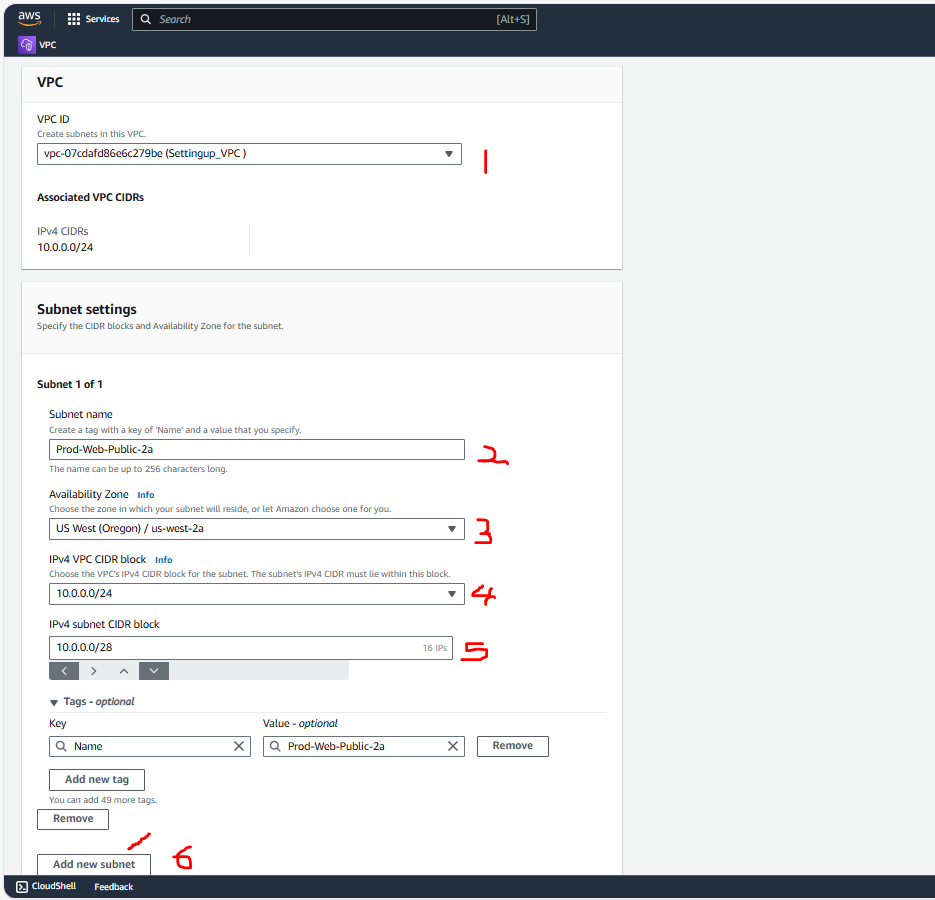 aws Services Search [Alt+S]
VPC
VPC
VPC ID
Create subnets in this VPC.
vpc-07cdafd86e6c279be (Settingup_VPC )
1
Associated VPC CIDRs
IPv4 CIDRs
10.0.0.0/24
Subnet settings
Specify the CIDR blocks and Availability Zone for the subnet.
Subnet 1 of 1
Subnet name
Create a tag with a key of 'Name' and a value that you specify.
Prod-Web-Public-2a
2
The name can be up to 256 characters long.
Availability Zone Info
Choose the zone in which your subnet will reside, or let Amazon choose one for you.
US West (Oregon) / us-west-2a
3
IPv4 VPC CIDR block Info
Choose the VPC's IPv4 CIDR block for the subnet. The subnet's IPv4 CIDR must lie within this block.
10.0.0.0/24
4
IPv4 subnet CIDR block
10.0.0.0/28 16 IPs
5
Tags - optional
Key Value - optional
Name Prod-Web-Public-2a Remove
Add new tag
You can add 49 more tags.
Remove
6
Add new subnet
CloudShell Feedback